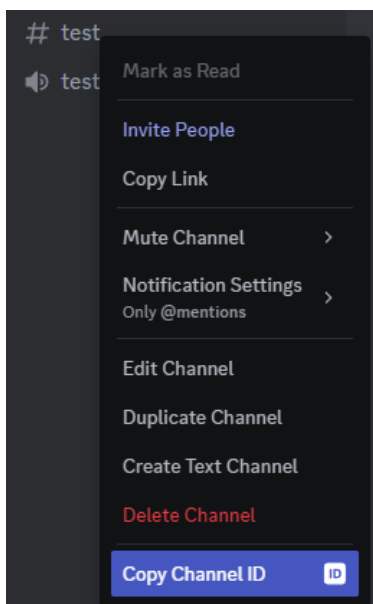 # test
test
Mark as Read
Invite People
Copy Link
Mute Channel
Notification Settings
Only @mentions
Edit Channel
Duplicate Channel
Create Text Channel
Delete Channel
Copy Channel ID ID